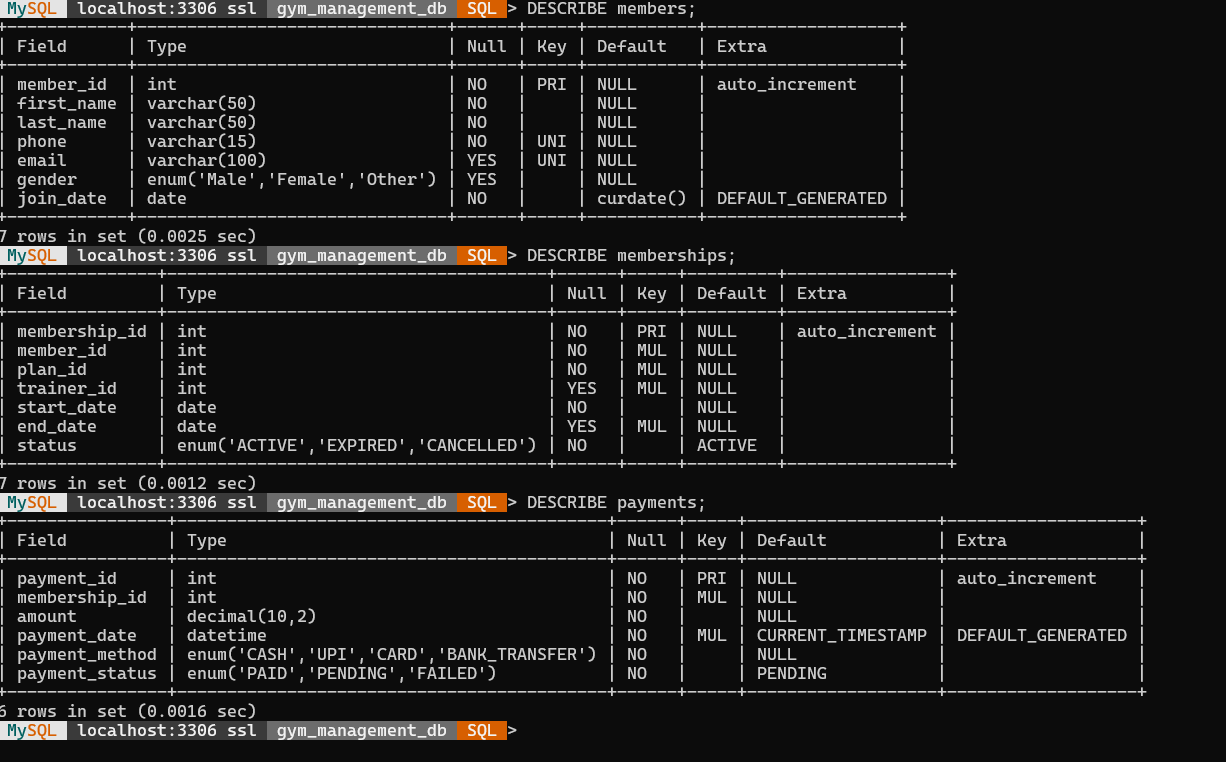 MySQL localhost:3306 ssl gym_management_db SQL > DESCRIBE members;
+-------------+--------------------------------+------+-----+-----------+-------------------+
| Field       | Type                           | Null | Key | Default   | Extra             |
+-------------+--------------------------------+------+-----+-----------+-------------------+
| member_id   | int                            | NO   | PRI | NULL      | auto_increment    |
| first_name  | varchar(50)                    | NO   |     | NULL      |                   |
| last_name   | varchar(50)                    | NO   |     | NULL      |                   |
| phone       | varchar(15)                    | NO   | UNI | NULL      |                   |
| email       | varchar(100)                   | YES  | UNI | NULL      |                   |
| gender      | enum('Male','Female','Other')  | YES  |     | NULL      |                   |
| join_date   | date                           | NO   |     | curdate() | DEFAULT_GENERATED |
+-------------+--------------------------------+------+-----+-----------+-------------------+
7 rows in set (0.0025 sec)
MySQL localhost:3306 ssl gym_management_db SQL > DESCRIBE memberships;
+---------------+--------------------------------------+------+-----+---------+----------------+
| Field         | Type                                 | Null | Key | Default | Extra          |
+---------------+--------------------------------------+------+-----+---------+----------------+
| membership_id | int                                  | NO   | PRI | NULL    | auto_increment |
| member_id     | int                                  | NO   | MUL | NULL    |                |
| plan_id       | int                                  | NO   | MUL | NULL    |                |
| trainer_id    | int                                  | YES  | MUL | NULL    |                |
| start_date    | date                                 | NO   |     | NULL    |                |
| end_date      | date                                 | YES  | MUL | NULL    |                |
| status        | enum('ACTIVE','EXPIRED','CANCELLED') | NO   |     | ACTIVE  |                |
+---------------+--------------------------------------+------+-----+---------+----------------+
7 rows in set (0.0012 sec)
MySQL localhost:3306 ssl gym_management_db SQL > DESCRIBE payments;
+----------------+-------------------------------------------+------+-----+-------------------+-------------------+
| Field          | Type                                      | Null | Key | Default           | Extra             |
+----------------+-------------------------------------------+------+-----+-------------------+-------------------+
| payment_id     | int                                       | NO   | PRI | NULL              | auto_increment    |
| membership_id  | int                                       | NO   | MUL | NULL              |                   |
| amount         | decimal(10,2)                             | NO   |     | NULL              |                   |
| payment_date   | datetime                                  | NO   | MUL | CURRENT_TIMESTAMP | DEFAULT_GENERATED |
| payment_method | enum('CASH','UPI','CARD','BANK_TRANSFER') | NO   |     | NULL              |                   |
| payment_status | enum('PAID','PENDING','FAILED')           | NO   |     | PENDING           |                   |
+----------------+-------------------------------------------+------+-----+-------------------+-------------------+
6 rows in set (0.0016 sec)
MySQL localhost:3306 ssl gym_management_db SQL >